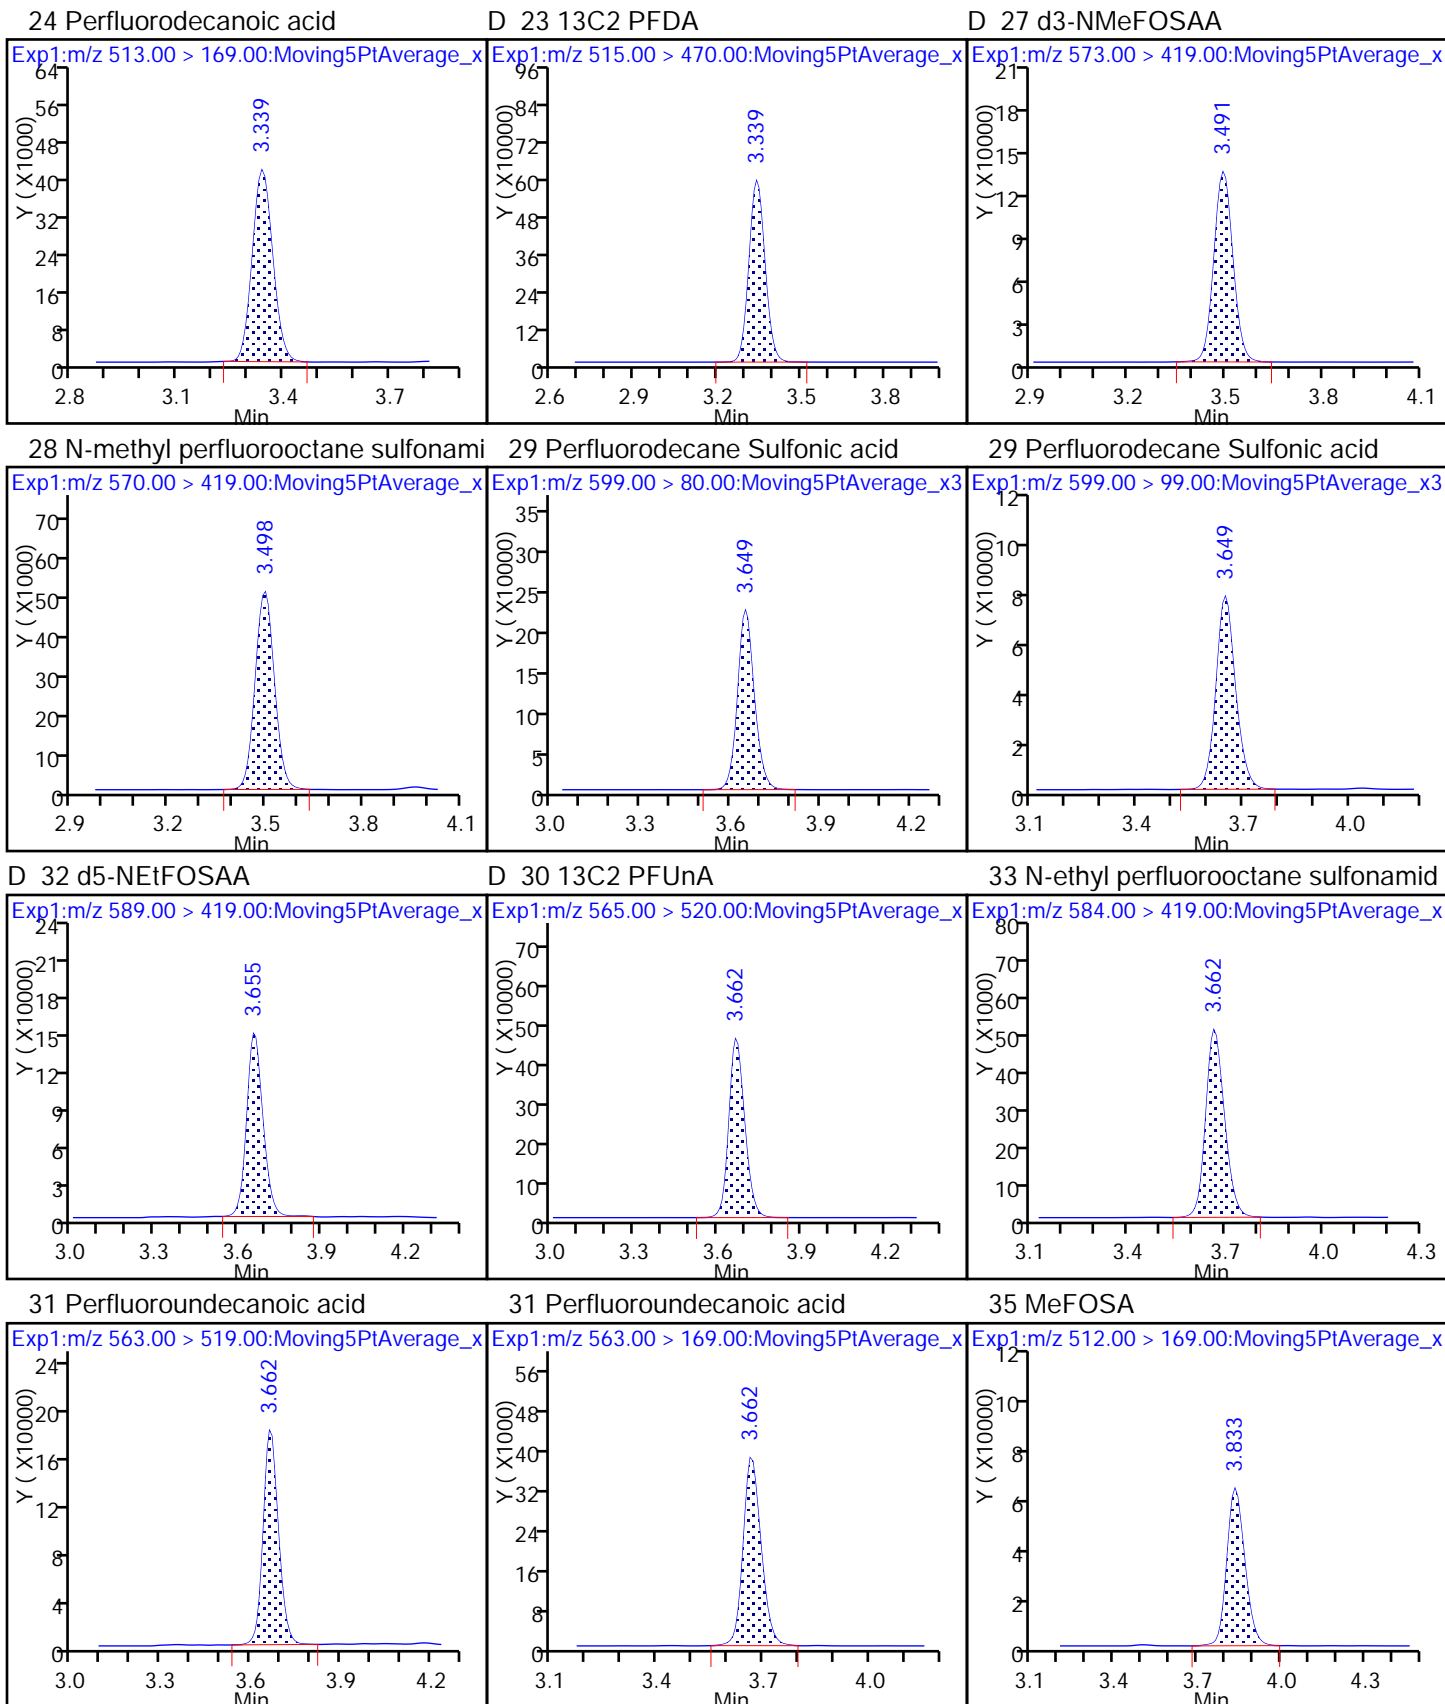 24 Perfluorodecanoic acid
D 23 13C2 PFDA
D 27 d3-NMeFOSAA
Exp1:m/z 513.00 > 169.00:Moving5PtAverage_x
Exp1:m/z 515.00 > 470.00:Moving5PtAverage_x
Exp1:m/z 573.00 > 419.00:Moving5PtAverage_x
64
56
48
40
32
24
16
8
0
Y ( X10000)
3.339
2.8 3.1 3.4 3.7
Min
96
84
72
60
48
36
24
12
0
Y ( X10000)
3.339
2.6 2.9 3.2 3.5 3.8
Min
21
18
15
12
9
6
3
0
Y ( X10000)
3.491
2.9 3.2 3.5 3.8 4.1
Min
28 N-methyl perfluorooctane sulfonami
29 Perfluorodecane Sulfonic acid
29 Perfluorodecane Sulfonic acid
Exp1:m/z 570.00 > 419.00:Moving5PtAverage_x
Exp1:m/z 599.00 > 80.00:Moving5PtAverage_x3
Exp1:m/z 599.00 > 99.00:Moving5PtAverage_x3
70
60
50
40
30
20
10
0
Y ( X1000)
3.498
2.9 3.2 3.5 3.8 4.1
Min
35
30
25
20
15
10
5
0
Y ( X10000)
3.649
3.0 3.3 3.6 3.9 4.2
Min
12
10
8
6
4
2
0
Y ( X10000)
3.649
3.1 3.4 3.7 4.0
Min
D 32 d5-NEtFOSAA
D 30 13C2 PFUnA
33 N-ethyl perfluorooctane sulfonamid
Exp1:m/z 589.00 > 419.00:Moving5PtAverage_x
Exp1:m/z 565.00 > 520.00:Moving5PtAverage_x
Exp1:m/z 584.00 > 419.00:Moving5PtAverage_x
24
21
18
15
12
9
6
3
0
Y ( X10000)
3.655
3.0 3.3 3.6 3.9 4.2
Min
70
60
50
40
30
20
10
0
Y ( X10000)
3.662
3.0 3.3 3.6 3.9 4.2
Min
80
70
60
50
40
30
20
10
0
Y ( X1000)
3.662
3.1 3.4 3.7 4.0 4.3
Min
31 Perfluoroundecanoic acid
31 Perfluoroundecanoic acid
35 MeFOSA
Exp1:m/z 563.00 > 519.00:Moving5PtAverage_x
Exp1:m/z 563.00 > 169.00:Moving5PtAverage_x
Exp1:m/z 512.00 > 169.00:Moving5PtAverage_x
24
20
16
12
8
4
0
Y ( X10000)
3.662
3.0 3.3 3.6 3.9 4.2
Min
56
48
40
32
24
16
8
0
Y ( X1000)
3.662
3.1 3.4 3.7 4.0
Min
12
10
8
6
4
2
0
Y ( X10000)
3.833
3.1 3.4 3.7 4.0 4.3
Min